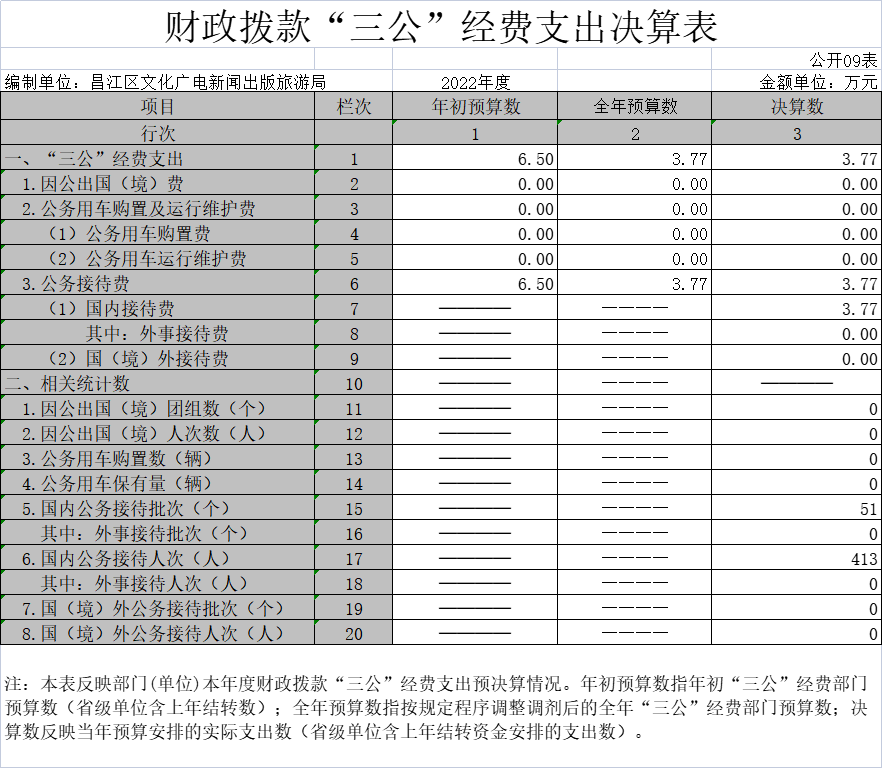 财政拨款“三公”经费支出决算表
公开09表
编制单位：昌江区文化广电新闻出版旅游局 2022年度 金额单位：万元
项目 栏次 年初预算数 全年预算数 决算数
行次 1 2 3
一、“三公”经费支出 1 6.50 3.77 3.77
1.因公出国（境）费 2 0.00 0.00 0.00
2.公务用车购置及运行维护费 3 0.00 0.00 0.00
（1）公务用车购置费 4 0.00 0.00 0.00
（2）公务用车运行维护费 5 0.00 0.00 0.00
3.公务接待费 6 6.50 3.77 3.77
（1）国内接待费 7 ———— ———— 3.77
其中：外事接待费 8 ———— ———— 0.00
（2）国（境）外接待费 9 ———— ———— 0.00
二、相关统计数 10 ———— ———— ————
1.因公出国（境）团组数（个） 11 ———— ———— 0
2.因公出国（境）人次数（人） 12 ———— ———— 0
3.公务用车购置数（辆） 13 ———— ———— 0
4.公务用车保有量（辆） 14 ———— ———— 0
5.国内公务接待批次（个） 15 ———— ———— 51
其中：外事接待批次（个） 16 ———— ———— 0
6.国内公务接待人次（人） 17 ———— ———— 413
其中：外事接待人次（人） 18 ———— ———— 0
7.国（境）外公务接待批次（个） 19 ———— ———— 0
8.国（境）外公务接待人次（人） 20 ———— ———— 0
注：本表反映部门(单位)本年度财政拨款“三公”经费支出预决算情况。年初预算数指年初“三公”经费部门
预算数（省级单位含上年结转数）；全年预算数指按规定程序调整调剂后的全年“三公”经费部门预算数；决
算数反映当年预算安排的实际支出数（省级单位含上年结转资金安排的支出数）。